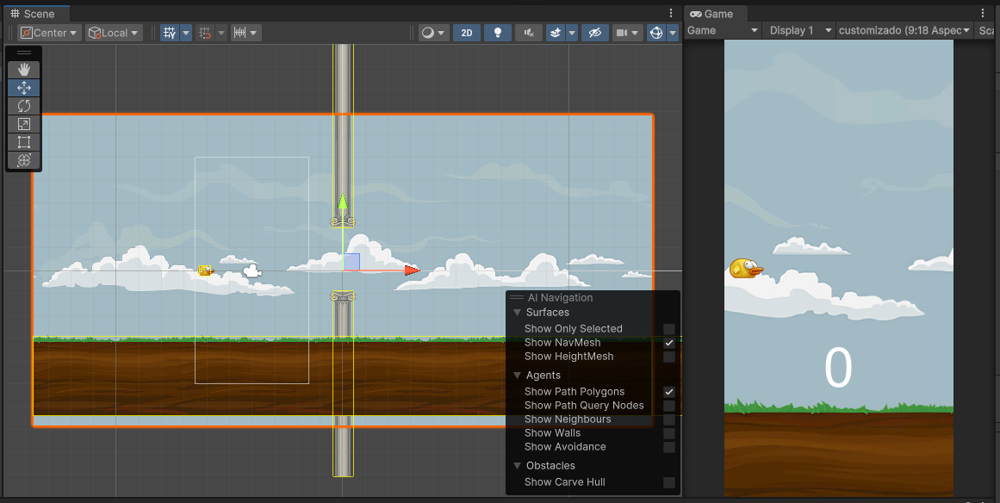 Scene
Game
Center
Local
2D
Game
Display 1
customizado (9:18 Aspec
Sca
AI Navigation
Surfaces
Show Only Selected
Show NavMesh
Show HeightMesh
Agents
Show Path Polygons
Show Path Query Nodes
Show Neighbours
Show Walls
Show Avoidance
Obstacles
Show Carve Hull
0